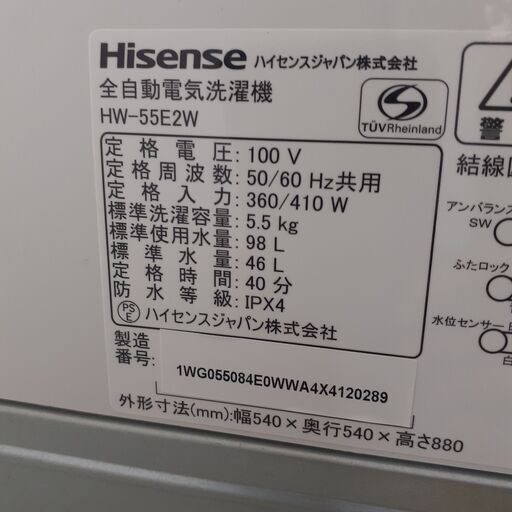 Hisense ハイセンスジャパン株式会社
全自動電気洗濯機
HW-55E2W
TÜVRheinland
定格電圧:100 V
定格周波数:50/60 Hz共用
定格入力:360/410 W
標準洗濯容量:5.5 kg
標準使用水量:98 L
標準水量:46 L
定格時間:40 分
防水等級:IPX4
PS
E
ハイセンスジャパン株式会社
製造
番号:
1WG055084E0WWA4X4120289
外形寸法(mm):幅540×奥行540×高さ880
警
結線
アンバランス
SW
ふたロック
水位センサー